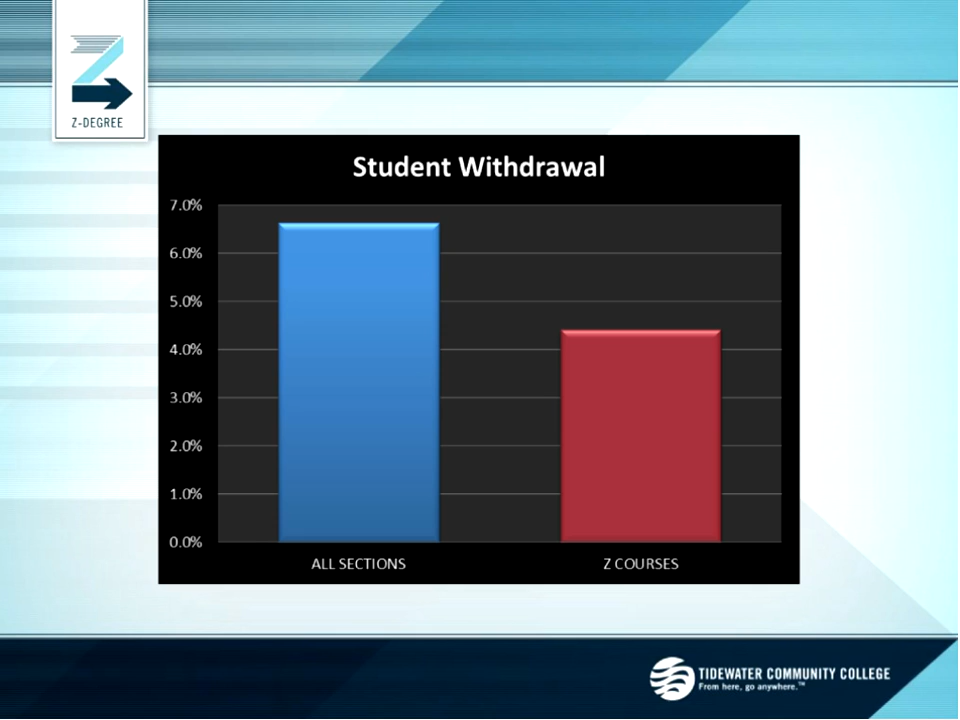 Z-DEGREE
Student Withdrawal
7.0%
6.0%
5.0%
4.0%
3.0%
2.0%
1.0%
0.0%
ALL SECTIONS
Z COURSES
TIDEWATER COMMUNITY COLLEGE
From here, go anywhere.™